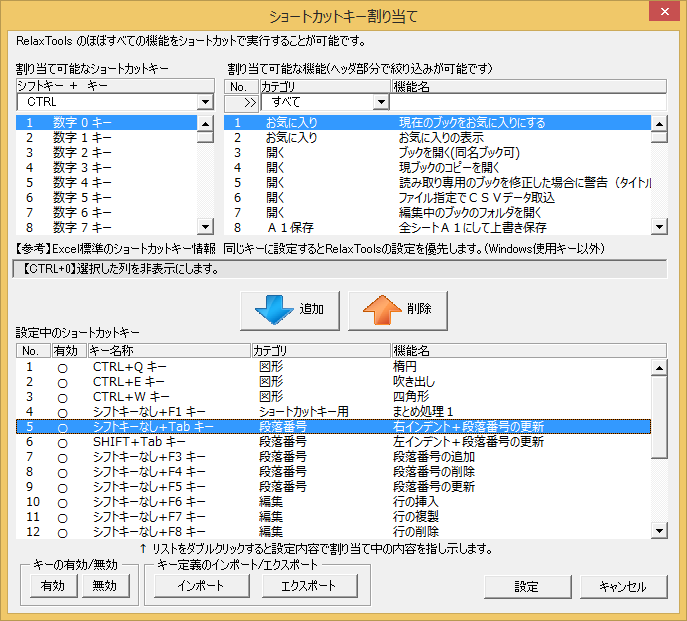 ショートカットキー割り当て
RelaxTools のほぼすべての機能をショートカットで実行することが可能です。
割り当て可能なショートカットキー
割り当て可能な機能(ヘッダ部分で絞り込みが可能です)
シフトキー ＋ キー
No. カテゴリ 機能名
CTRL
>> すべて
1 数字 0 キー
2 数字 1 キー
3 数字 2 キー
4 数字 3 キー
5 数字 4 キー
6 数字 5 キー
7 数字 6 キー
8 数字 7 キー
1 お気に入り 現在のブックをお気に入りにする
2 お気に入り お気に入りの表示
3 開く ブックを開く(同名ブック可)
4 開く 現ブックのコピーを開く
5 開く 読み取り専用のブックを修正した場合に警告（タイトル
6 開く ファイル指定でＣＳＶデータ取込
7 開く 編集中のブックのフォルダを開く
8 Ａ１保存 全シートＡ１にして上書き保存
【参考】Excel標準のショートカットキー情報 同じキーに設定するとRelaxToolsの設定を優先します。(Windows使用キー以外)
【CTRL+0】選択した列を非表示にします。
追加 削除
設定中のショートカットキー
No. 有効 キー名称 カテゴリ 機能名
1 ○ CTRL+Q キー 図形 楕円
2 ○ CTRL+E キー 図形 吹き出し
3 ○ CTRL+W キー 図形 四角形
4 ○ シフトキーなし+F1 キー ショートカットキー用 まとめ処理１
5 ○ シフトキーなし+Tab キー 段落番号 右インデント＋段落番号の更新
6 ○ SHIFT+Tab キー 段落番号 左インデント＋段落番号の更新
7 ○ シフトキーなし+F3 キー 段落番号 段落番号の追加
8 ○ シフトキーなし+F4 キー 段落番号 段落番号の削除
9 ○ シフトキーなし+F5 キー 段落番号 段落番号の更新
10 ○ シフトキーなし+F6 キー 編集 行の挿入
11 ○ シフトキーなし+F7 キー 編集 行の複製
12 ○ シフトキーなし+F8 キー 編集 行の削除
↑ リストをダブルクリックすると設定内容で割り当て中の内容を指し示します。
キーの有効/無効 キー定義のインポート/エクスポート
有効 無効 インポート エクスポート 設定 キャンセル